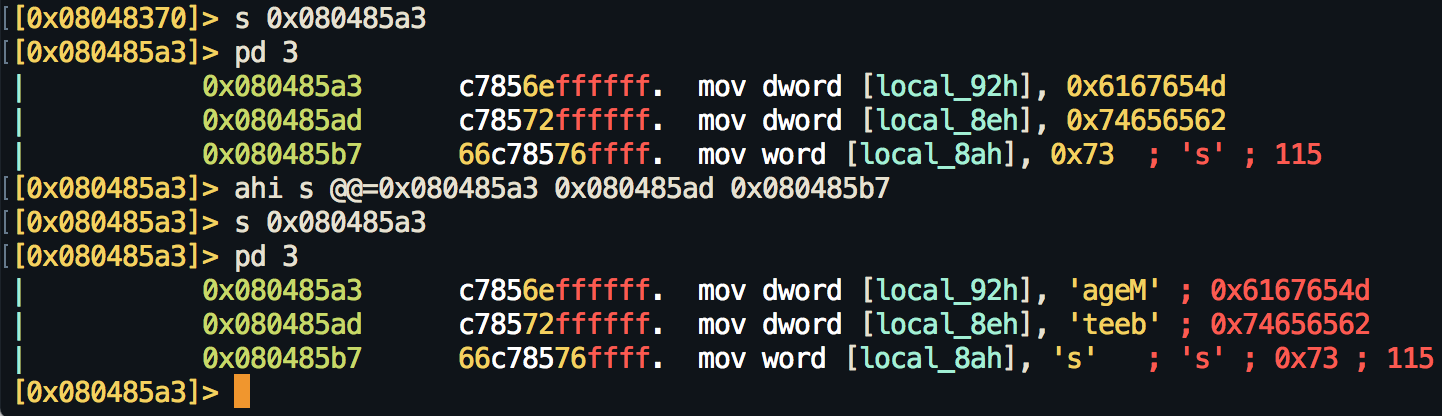 [0x08048370]> s 0x080485a3
[0x080485a3]> pd 3
|           0x080485a3      c7856effffff.  mov dword [local_92h], 0x6167654d
|           0x080485ad      c78572ffffff.  mov dword [local_8eh], 0x74656562
|           0x080485b7      66c78576ffff.  mov word [local_8ah], 0x73  ; 's' ; 115
[0x080485a3]> ahi s @@=0x080485a3 0x080485ad 0x080485b7
[0x080485a3]> s 0x080485a3
[0x080485a3]> pd 3
|           0x080485a3      c7856effffff.  mov dword [local_92h], 'ageM' ; 0x6167654d
|           0x080485ad      c78572ffffff.  mov dword [local_8eh], 'teeb' ; 0x74656562
|           0x080485b7      66c78576ffff.  mov word [local_8ah], 's'   ; 's' ; 0x73 ; 115
[0x080485a3]>